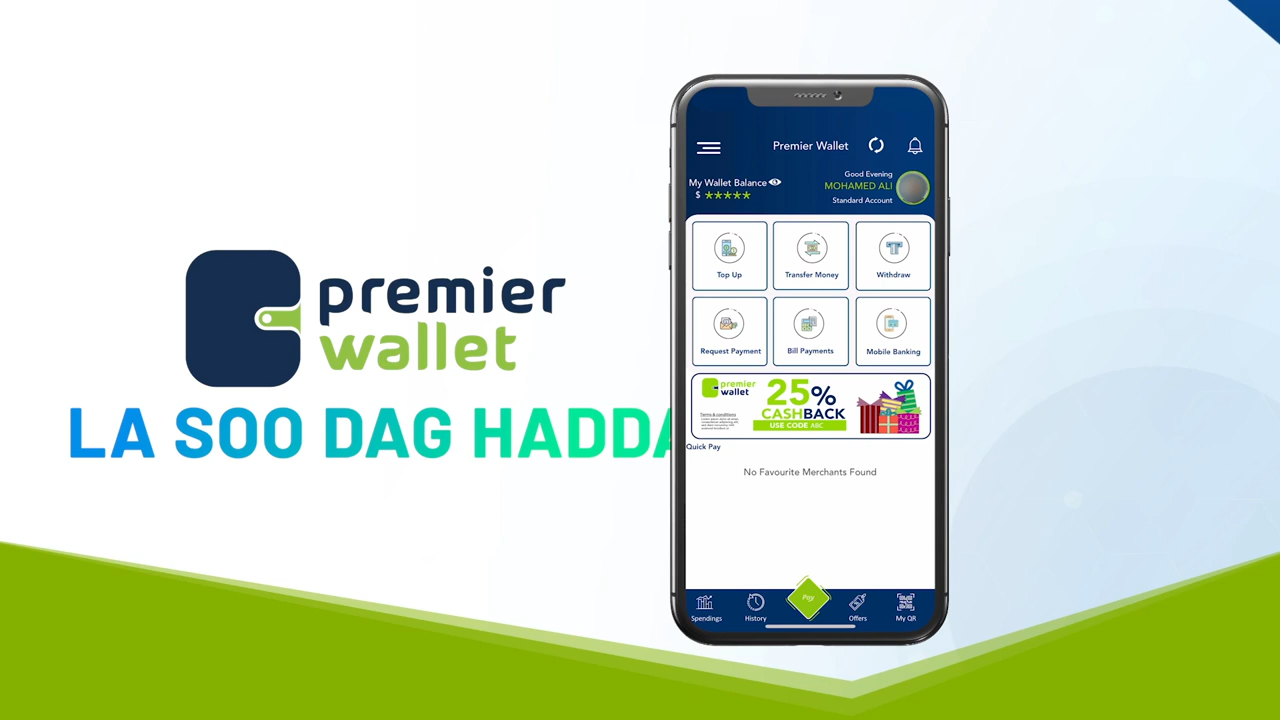 premier
wallet
LA SOO DAG HADDA
Premier Wallet
My Wallet Balance
$ *****
Good Evening
MOHAMED ALI
Standard Account
Top Up
Transfer Money
Withdraw
Request Payment
Bill Payments
Mobile Banking
premier
wallet
25%
CASHBACK
USE CODE ABC
Terms & conditions
Quick Pay
No Favourite Merchants Found
Pay
Spendings
History
Offers
My QR